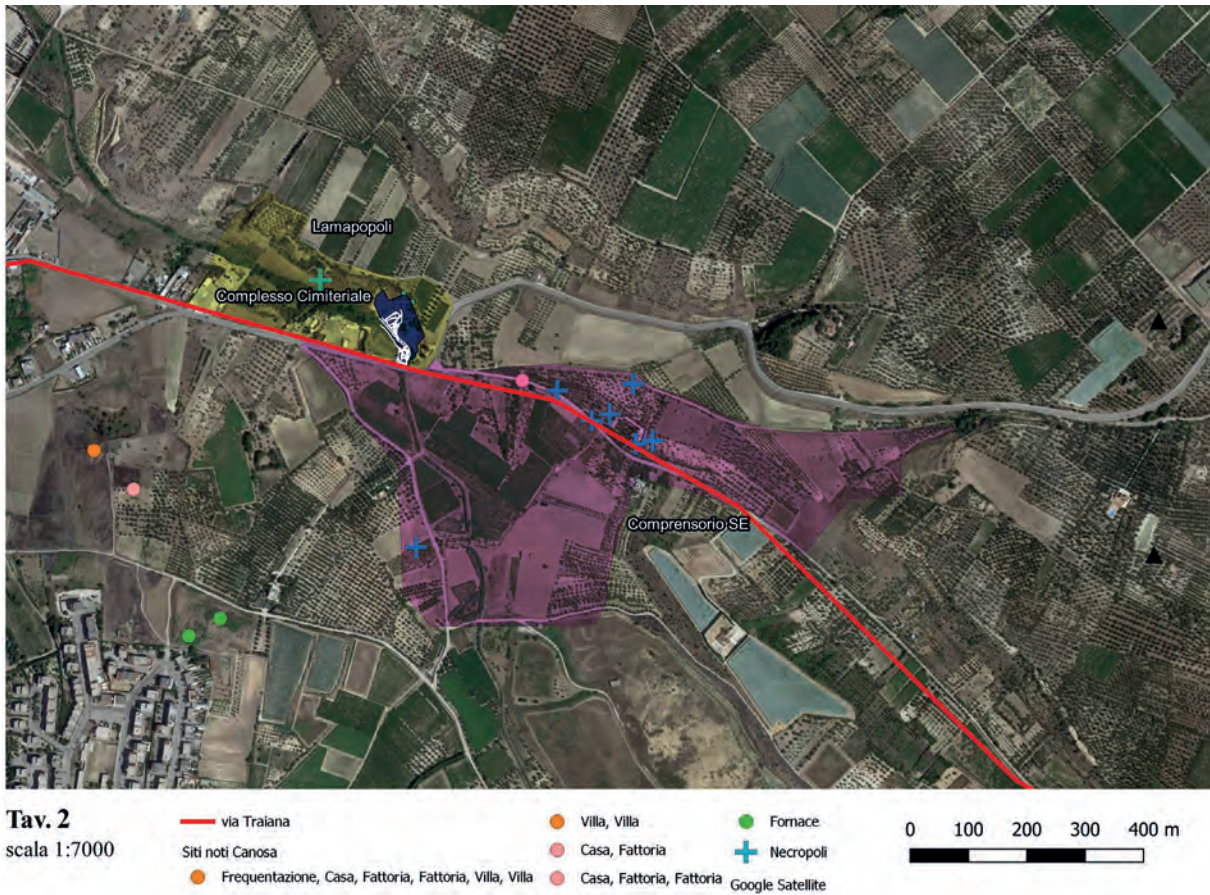 Lamapopoli
Complesso Cimiteriale
Comprensorio SE
Tav. 2
scala 1:7000
via Traiana
Siti noti Canosa
Frequentazione, Casa, Fattoria, Fattoria, Villa, Villa
Villa, Villa
Casa, Fattoria
Casa, Fattoria, Fattoria
Fornace
Necropoli
Google Satellite
0 100 200 300 400 m